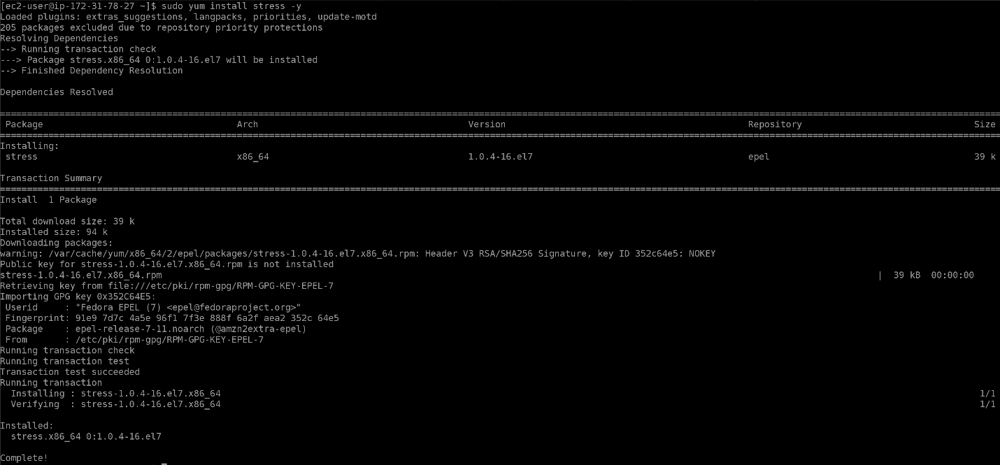 [ec2-user@ip-172-31-78-27 ~]$ sudo yum install stress -y
Loaded plugins: extras_suggestions, langpacks, priorities, update-motd
205 packages excluded due to repository priority protections
Resolving Dependencies
--> Running transaction check
---> Package stress.x86_64 0:1.0.4-16.el7 will be installed
--> Finished Dependency Resolution

Dependencies Resolved

================================================================================
 Package Arch Version Repository Size
================================================================================
Installing:
 stress x86_64 1.0.4-16.el7 epel 39 k

Transaction Summary
================================================================================
Install  1 Package

Total download size: 39 k
Installed size: 94 k
Downloading packages:
warning: /var/cache/yum/x86_64/2/epel/packages/stress-1.0.4-16.el7.x86_64.rpm: Header V3 RSA/SHA256 Signature, key ID 352c64e5: NOKEY
Public key for stress-1.0.4-16.el7.x86_64.rpm is not installed
stress-1.0.4-16.el7.x86_64.rpm | 39 kB 00:00:00
Retrieving key from file:///etc/pki/rpm-gpg/RPM-GPG-KEY-EPEL-7
Importing GPG key 0x352C64E5:
 Userid     : "Fedora EPEL (7) <epel@fedoraproject.org>"
 Fingerprint: 91e9 7d7c 4a5e 96f1 7f3e 888f 6a2f aea2 352c 64e5
 Package    : epel-release-7-11.noarch (@amzn2extra-epel)
 From       : /etc/pki/rpm-gpg/RPM-GPG-KEY-EPEL-7
Running transaction check
Running transaction test
Transaction test succeeded
Running transaction
  Installing : stress-1.0.4-16.el7.x86_64 1/1
  Verifying  : stress-1.0.4-16.el7.x86_64 1/1

Installed:
  stress.x86_64 0:1.0.4-16.el7

Complete!